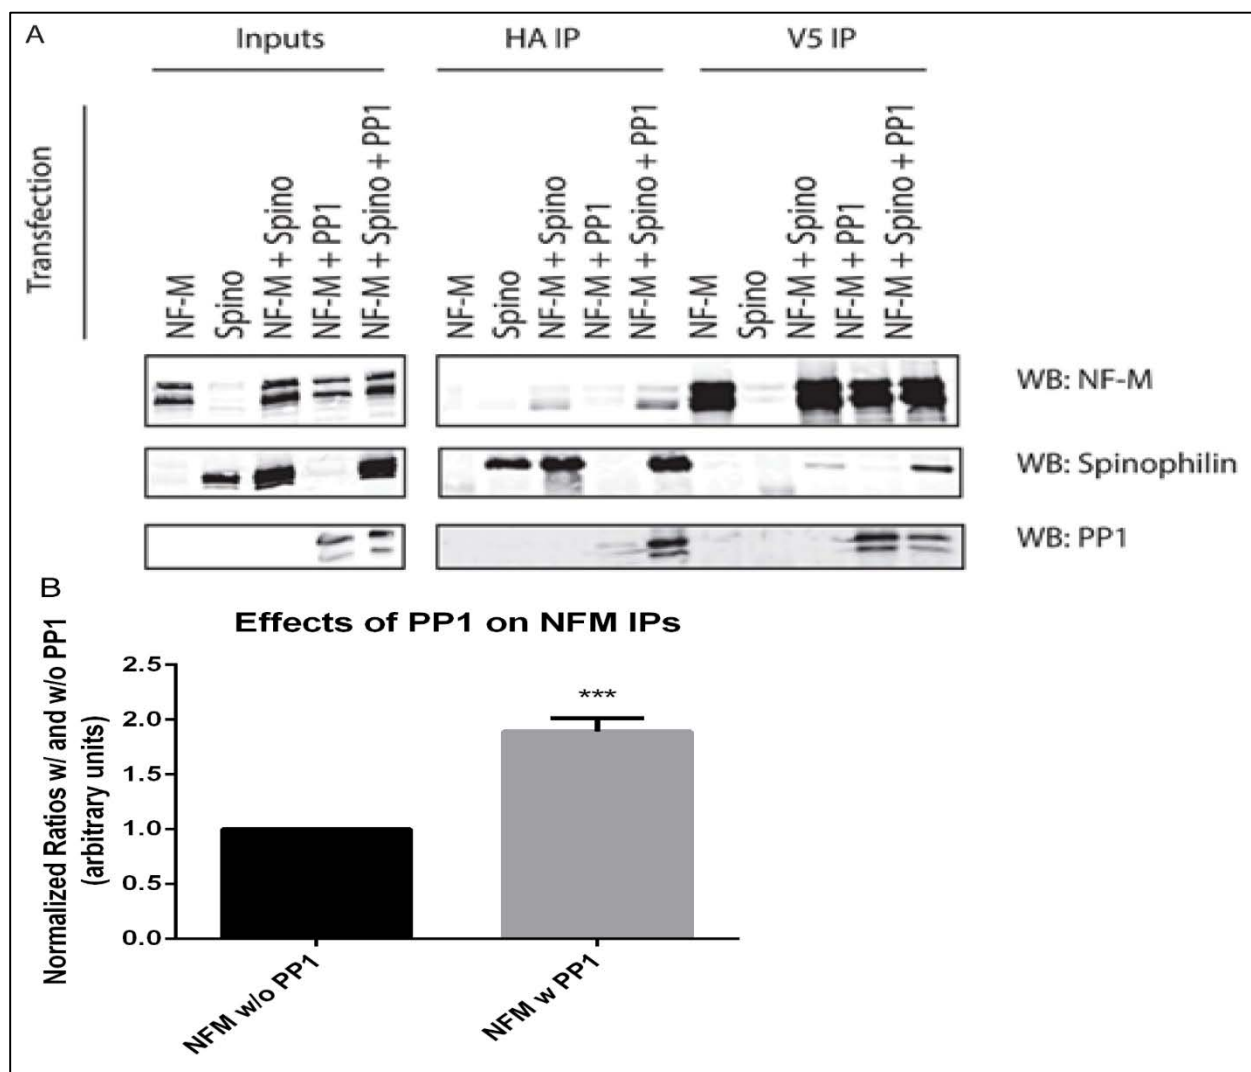 A
Inputs
HA IP
V5 IP
Transfection
NF-M
Spino
NF-M + Spino
NF-M + PP1
NF-M + Spino + PP1
NF-M
Spino
NF-M + Spino
NF-M + PP1
NF-M + Spino + PP1
NF-M
Spino
NF-M + Spino
NF-M + PP1
NF-M + Spino + PP1
WB: NF-M
WB: Spinophilin
WB: PP1
B
Effects of PP1 on NFM IPs
Normalized Ratios w/ and w/o PP1
(arbitrary units)
2.5
2.0
1.5
1.0
0.5
0.0
***
NFM w/o PP1
NFM w PP1